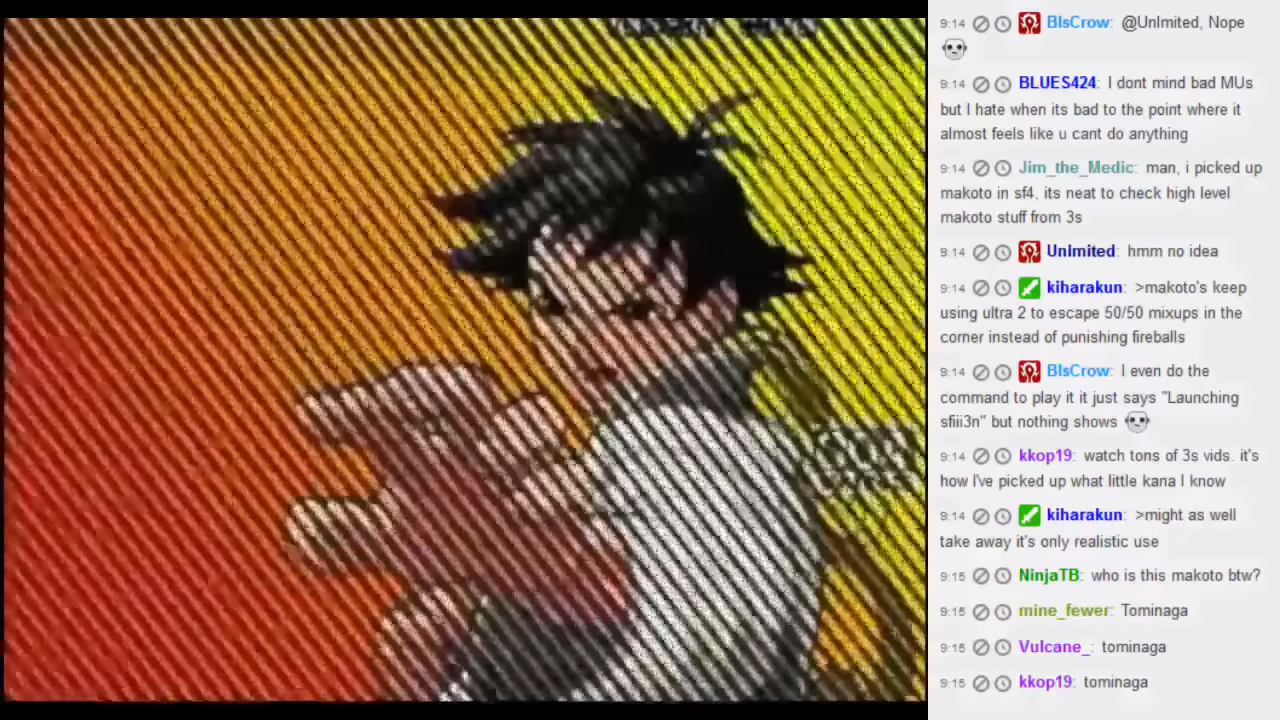 9:14 BlsCrow: @Unlmited, Nope
9:14 BLUES424: I dont mind bad MUs
but I hate when its bad to the point where it
almost feels like u cant do anything
9:14 Jim_the_Medic: man, i picked up
makoto in sf4, its neat to check high level
makoto stuff from 3s
9:14 Unlmited: hmm no idea
9:14 kiharakun: >makoto's keep
using ultra 2 to escape 50/50 mixups in the
corner instead of punishing fireballs
9:14 BlsCrow: I even do the
command to play it it just says "Launching
sfiii3n" but nothing shows
9:14 kkop19: watch tons of 3s vids. it's
how I've picked up what little kana I know
9:14 kiharakun: >might as well
take away it's only realistic use
9:15 NinjaTB: who is this makoto btw?
9:15 mine_fewer: Tominaga
9:15 Vulcane_: tominaga
9:15 kkop19: tominaga